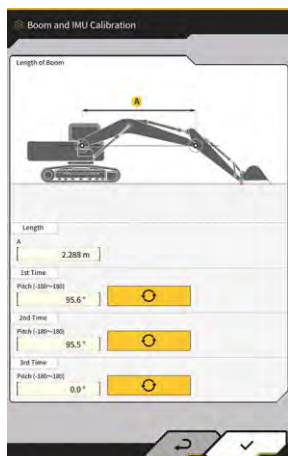 Boom and IMU Calibration
Length of Boom
A
Length
A
[ 2.288 m ]
1st Time
Pitch (-180~180)
[ 95.6 ° ]
2nd Time
Pitch (-180~180)
[ 95.5 ° ]
3rd Time
Pitch (-180~180)
[ 0.0 ° ]